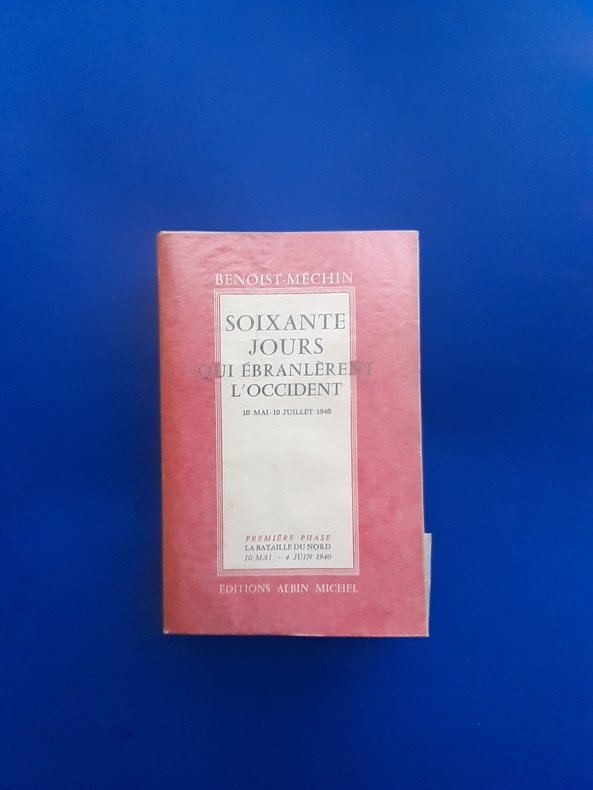 BENOIST-MÉCHIN
SOIXANTE
JOURS
QUI ÉBRANLÈRENT
L'OCCIDENT
10 MAI-10 JUILLET 1940
PREMIÈRE PHASE
LA BATAILLE DU NORD
10 MAI - 4 JUIN 1940
ÉDITIONS ALBIN MICHEL